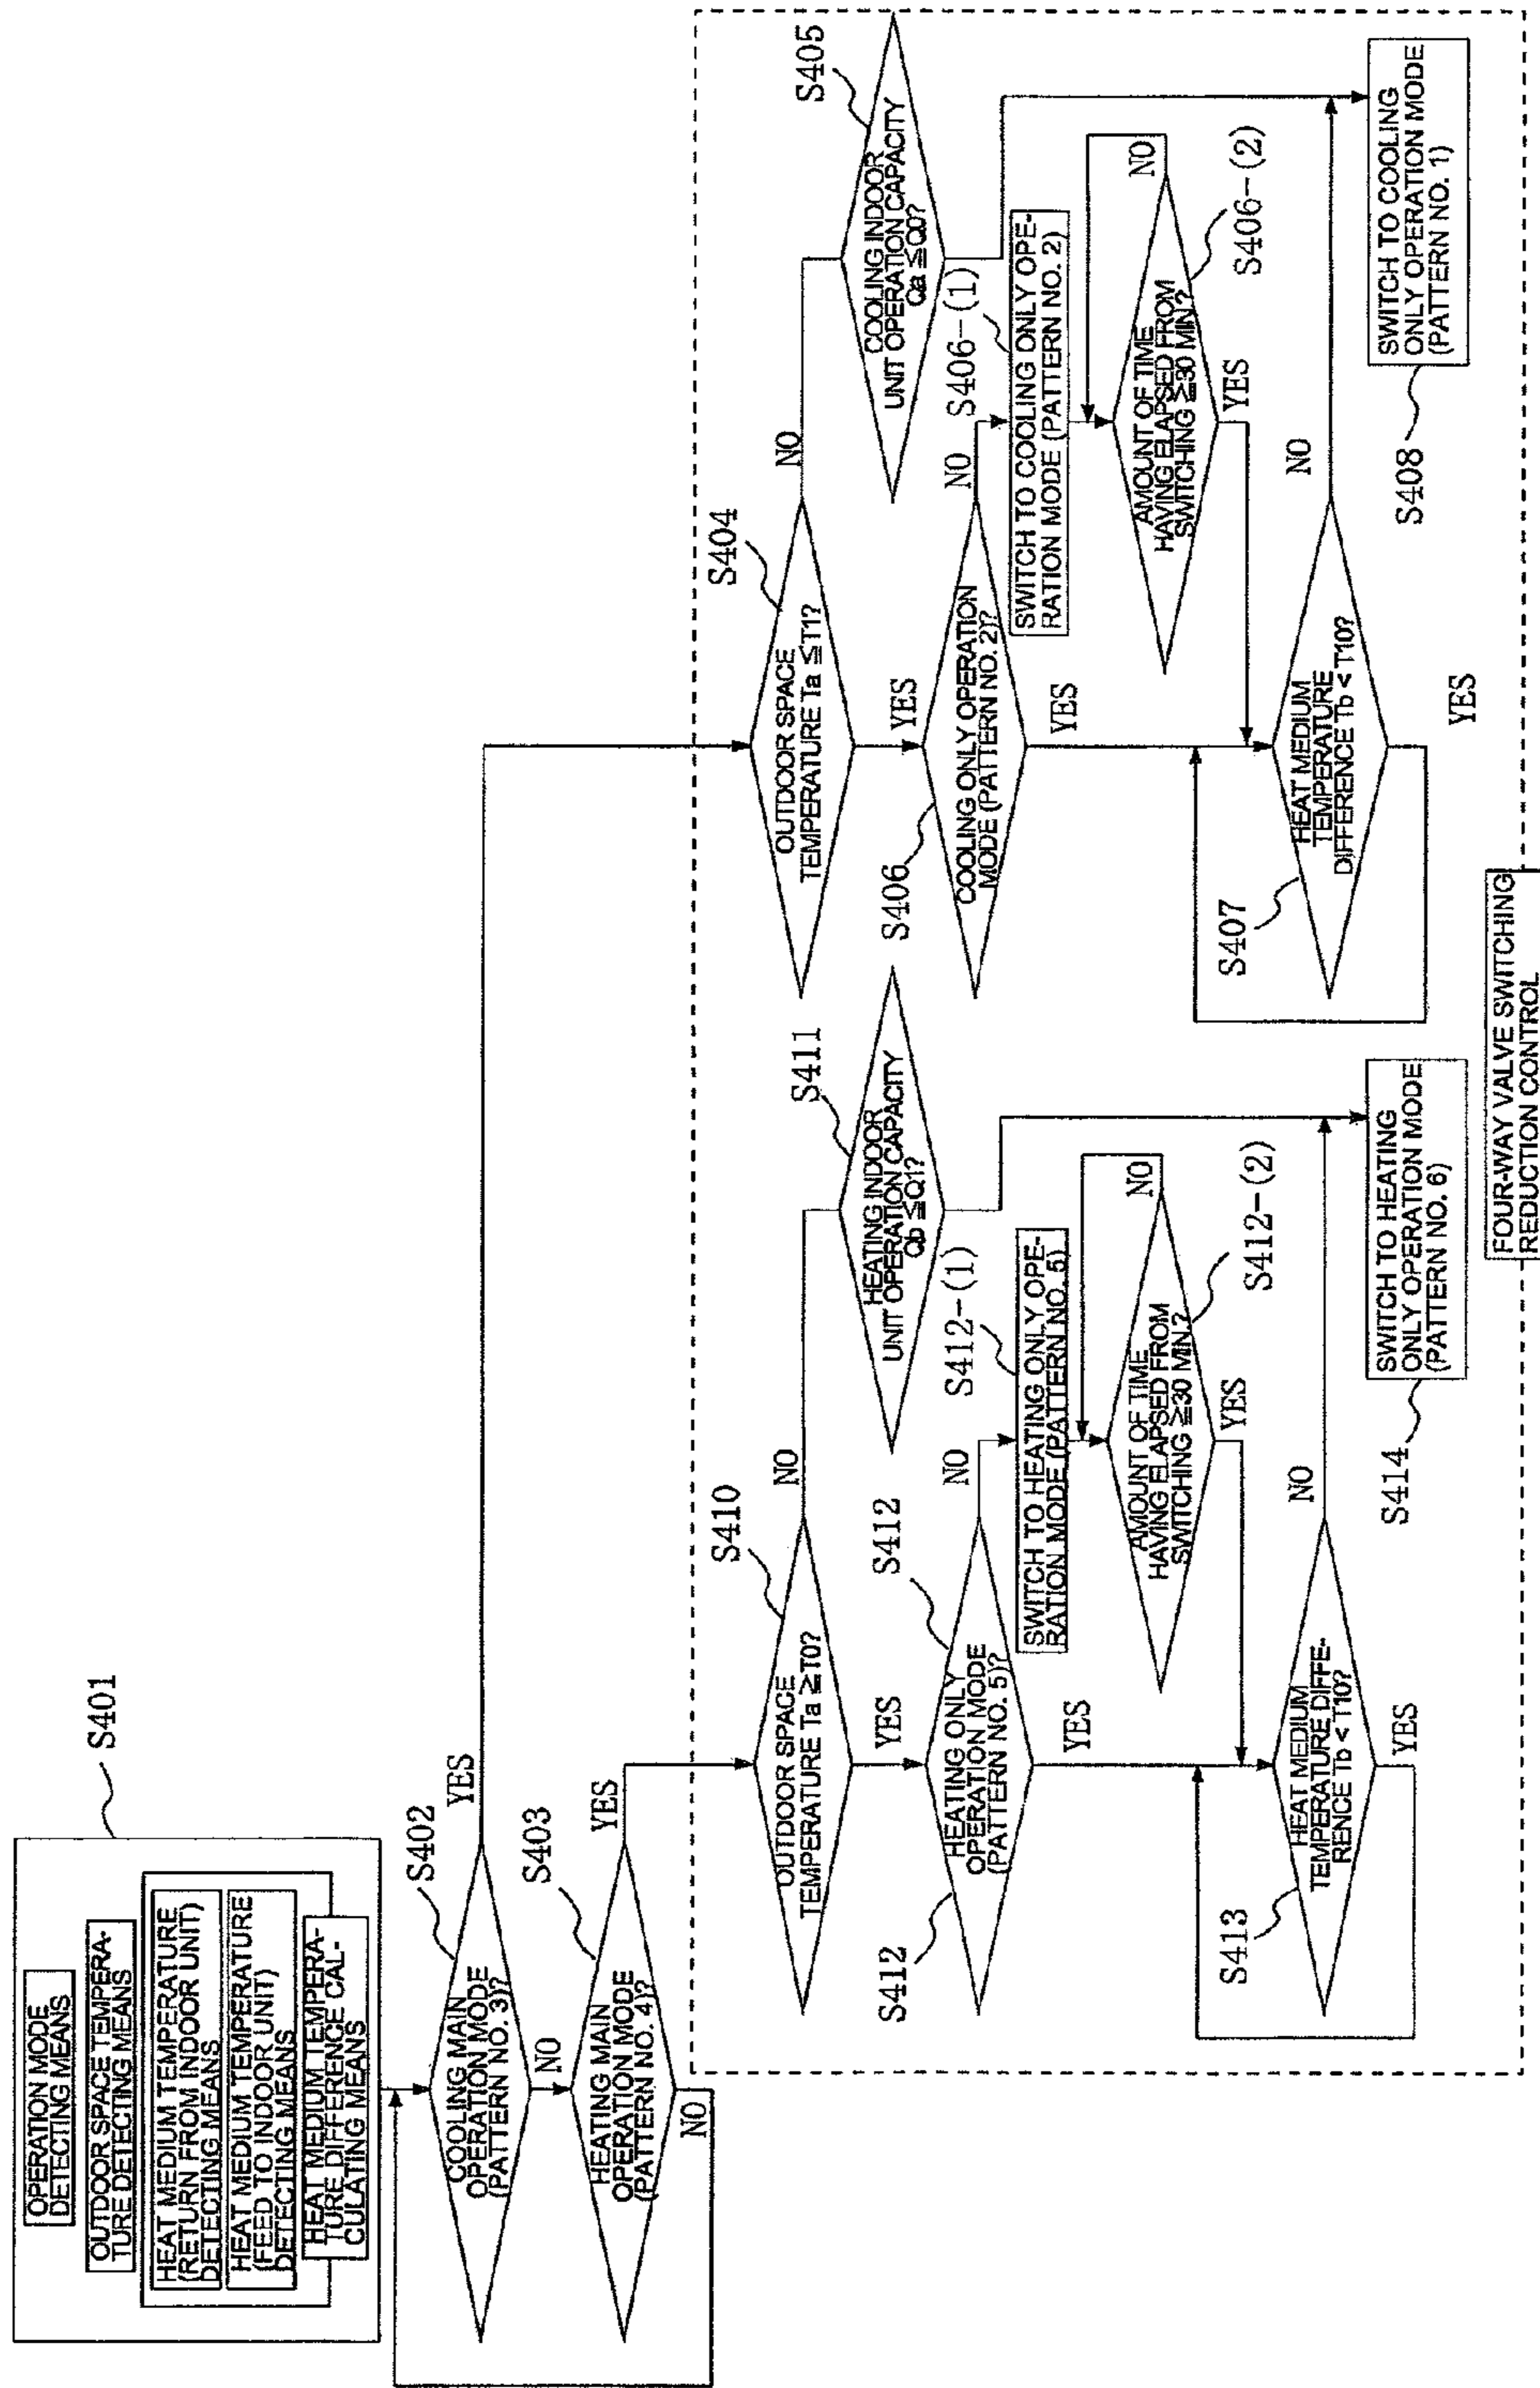 S401
OPERATION MODE
DETECTING MEANS
OUTDOOR SPACE TEMPERA-
TURE DETECTING MEANS
HEAT MEDIUM TEMPERATURE
(RETURN FROM INDOOR UNIT)
DETECTING MEANS
HEAT MEDIUM TEMPERATURE
(FEED TO INDOOR UNIT)
DETECTING MEANS
HEAT MEDIUM TEMPERA-
TURE DIFFERENCE CAL-
CULATING MEANS
S402
COOLING MAIN
OPERATION MODE
(PATTERN NO. 3)?
YES
NO
S403
HEATING MAIN
OPERATION MODE
(PATTERN NO. 4)?
YES
NO
S410
OUTDOOR SPACE
TEMPERATURE Ta ≧T0?
NO
YES
S411
HEATING INDOOR
UNIT OPERATION CAPACITY
Qb ≦Q1?
S412
S412
HEATING ONLY
OPERATION MODE
(PATTERN NO. 5)?
NO
YES
S412-(1)
SWITCH TO HEATING ONLY OPE-
RATION MODE (PATTERN NO. 5)
AMOUNT OF TIME
HAVING ELAPSED FROM
SWITCHING ≧30 MIN.?
NO
S412-(2)
YES
S413
HEAT MEDIUM
TEMPERATURE DIFFE-
RENCE Tb < T10?
NO
YES
S414
SWITCH TO HEATING
ONLY OPERATION MODE
(PATTERN NO. 6)
S404
OUTDOOR SPACE
TEMPERATURE Ta ≦T1?
NO
YES
S405
COOLING INDOOR
UNIT OPERATION CAPACITY
Qa ≦Q0?
S406
COOLING ONLY OPERATION
MODE (PATTERN NO. 2)?
NO
YES
S406-(1)
SWITCH TO COOLING ONLY OPE-
RATION MODE (PATTERN NO. 2)
AMOUNT OF TIME
HAVING ELAPSED FROM
SWITCHING ≧30 MIN.?
NO
S406-(2)
YES
S407
HEAT MEDIUM
TEMPERATURE
DIFFERENCE Tb < T10?
NO
YES
S408
SWITCH TO COOLING
ONLY OPERATION MODE
(PATTERN NO. 1)
FOUR-WAY VALVE SWITCHING
REDUCTION CONTROL